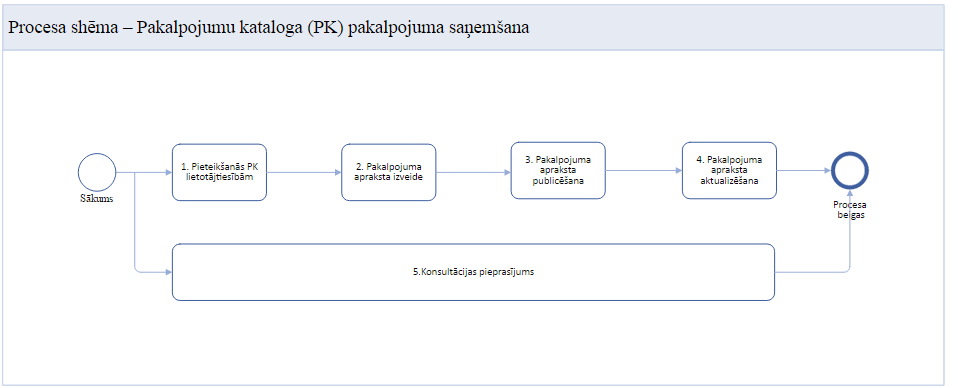 Procesa shēma – Pakalpojumu kataloga (PK) pakalpojuma saņemšana
Sākums
1. Pieteikšanās PK
lietotājtiesībām
2. Pakalpojuma
apraksta izveide
3. Pakalpojuma
apraksta
publicēšana
4. Pakalpojuma
apraksta
aktualizēšana
Procesa
beigas
5.Konsultācijas pieprasījums